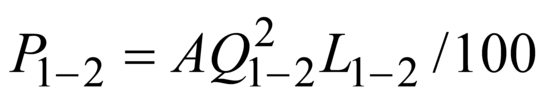 P₁₋₂ = AQ²₁₋₂L₁₋₂ /100